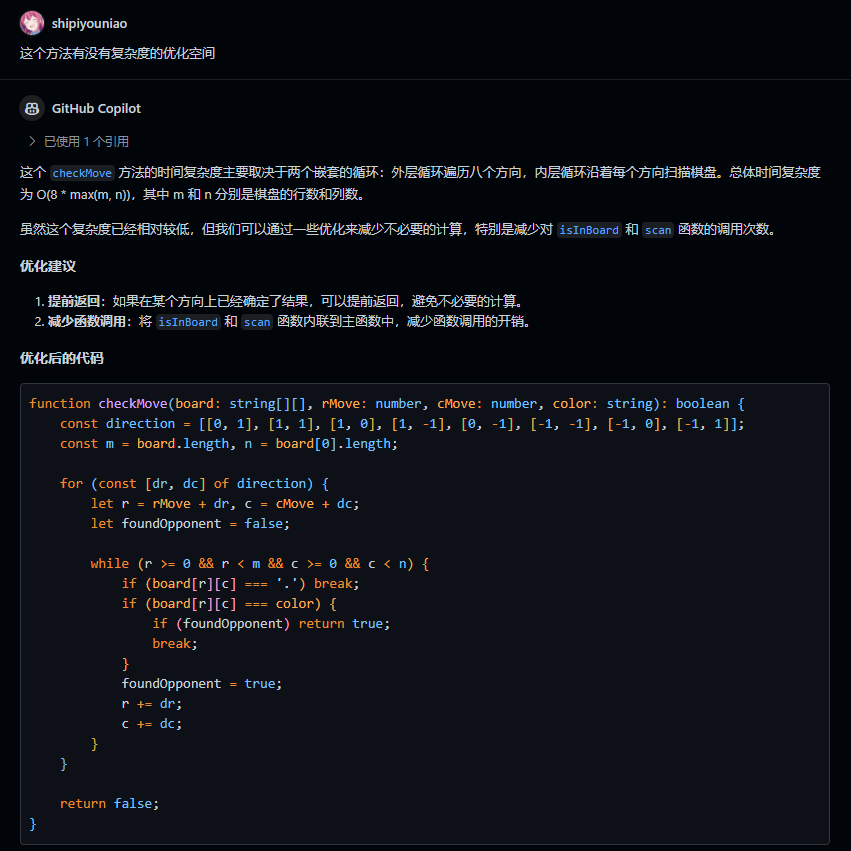 shipiyouniao
这个方法有没有复杂度的优化空间
GitHub Copilot
已使用 1 个引用
这个 checkMove 方法的时间复杂度主要取决于两个嵌套的循环：外层循环遍历八个方向，内层循环沿着每个方向扫描棋盘。总体时间复杂度
为 O(8 * max(m, n))，其中 m 和 n 分别是棋盘的行数和列数。
虽然这个复杂度已经相对较低，但我们可以通过一些优化来减少不必要的计算，特别是减少对 isInBoard 和 scan 函数的调用次数。
优化建议
1. 提前返回：如果在某个方向上已经确定了结果，可以提前返回，避免不必要的计算。
2. 减少函数调用：将 isInBoard 和 scan 函数内联到主函数中，减少函数调用的开销。
优化后的代码
function checkMove(board: string[][], rMove: number, cMove: number, color: string): boolean {
    const direction = [[0, 1], [1, 1], [1, 0], [1, -1], [0, -1], [-1, -1], [-1, 0], [-1, 1]];
    const m = board.length, n = board[0].length;
    for (const [dr, dc] of direction) {
        let r = rMove + dr, c = cMove + dc;
        let foundOpponent = false;
        while (r >= 0 && r < m && c >= 0 && c < n) {
            if (board[r][c] === '.') break;
            if (board[r][c] === color) {
                if (foundOpponent) return true;
                break;
            }
            foundOpponent = true;
            r += dr;
            c += dc;
        }
    }
    return false;
}